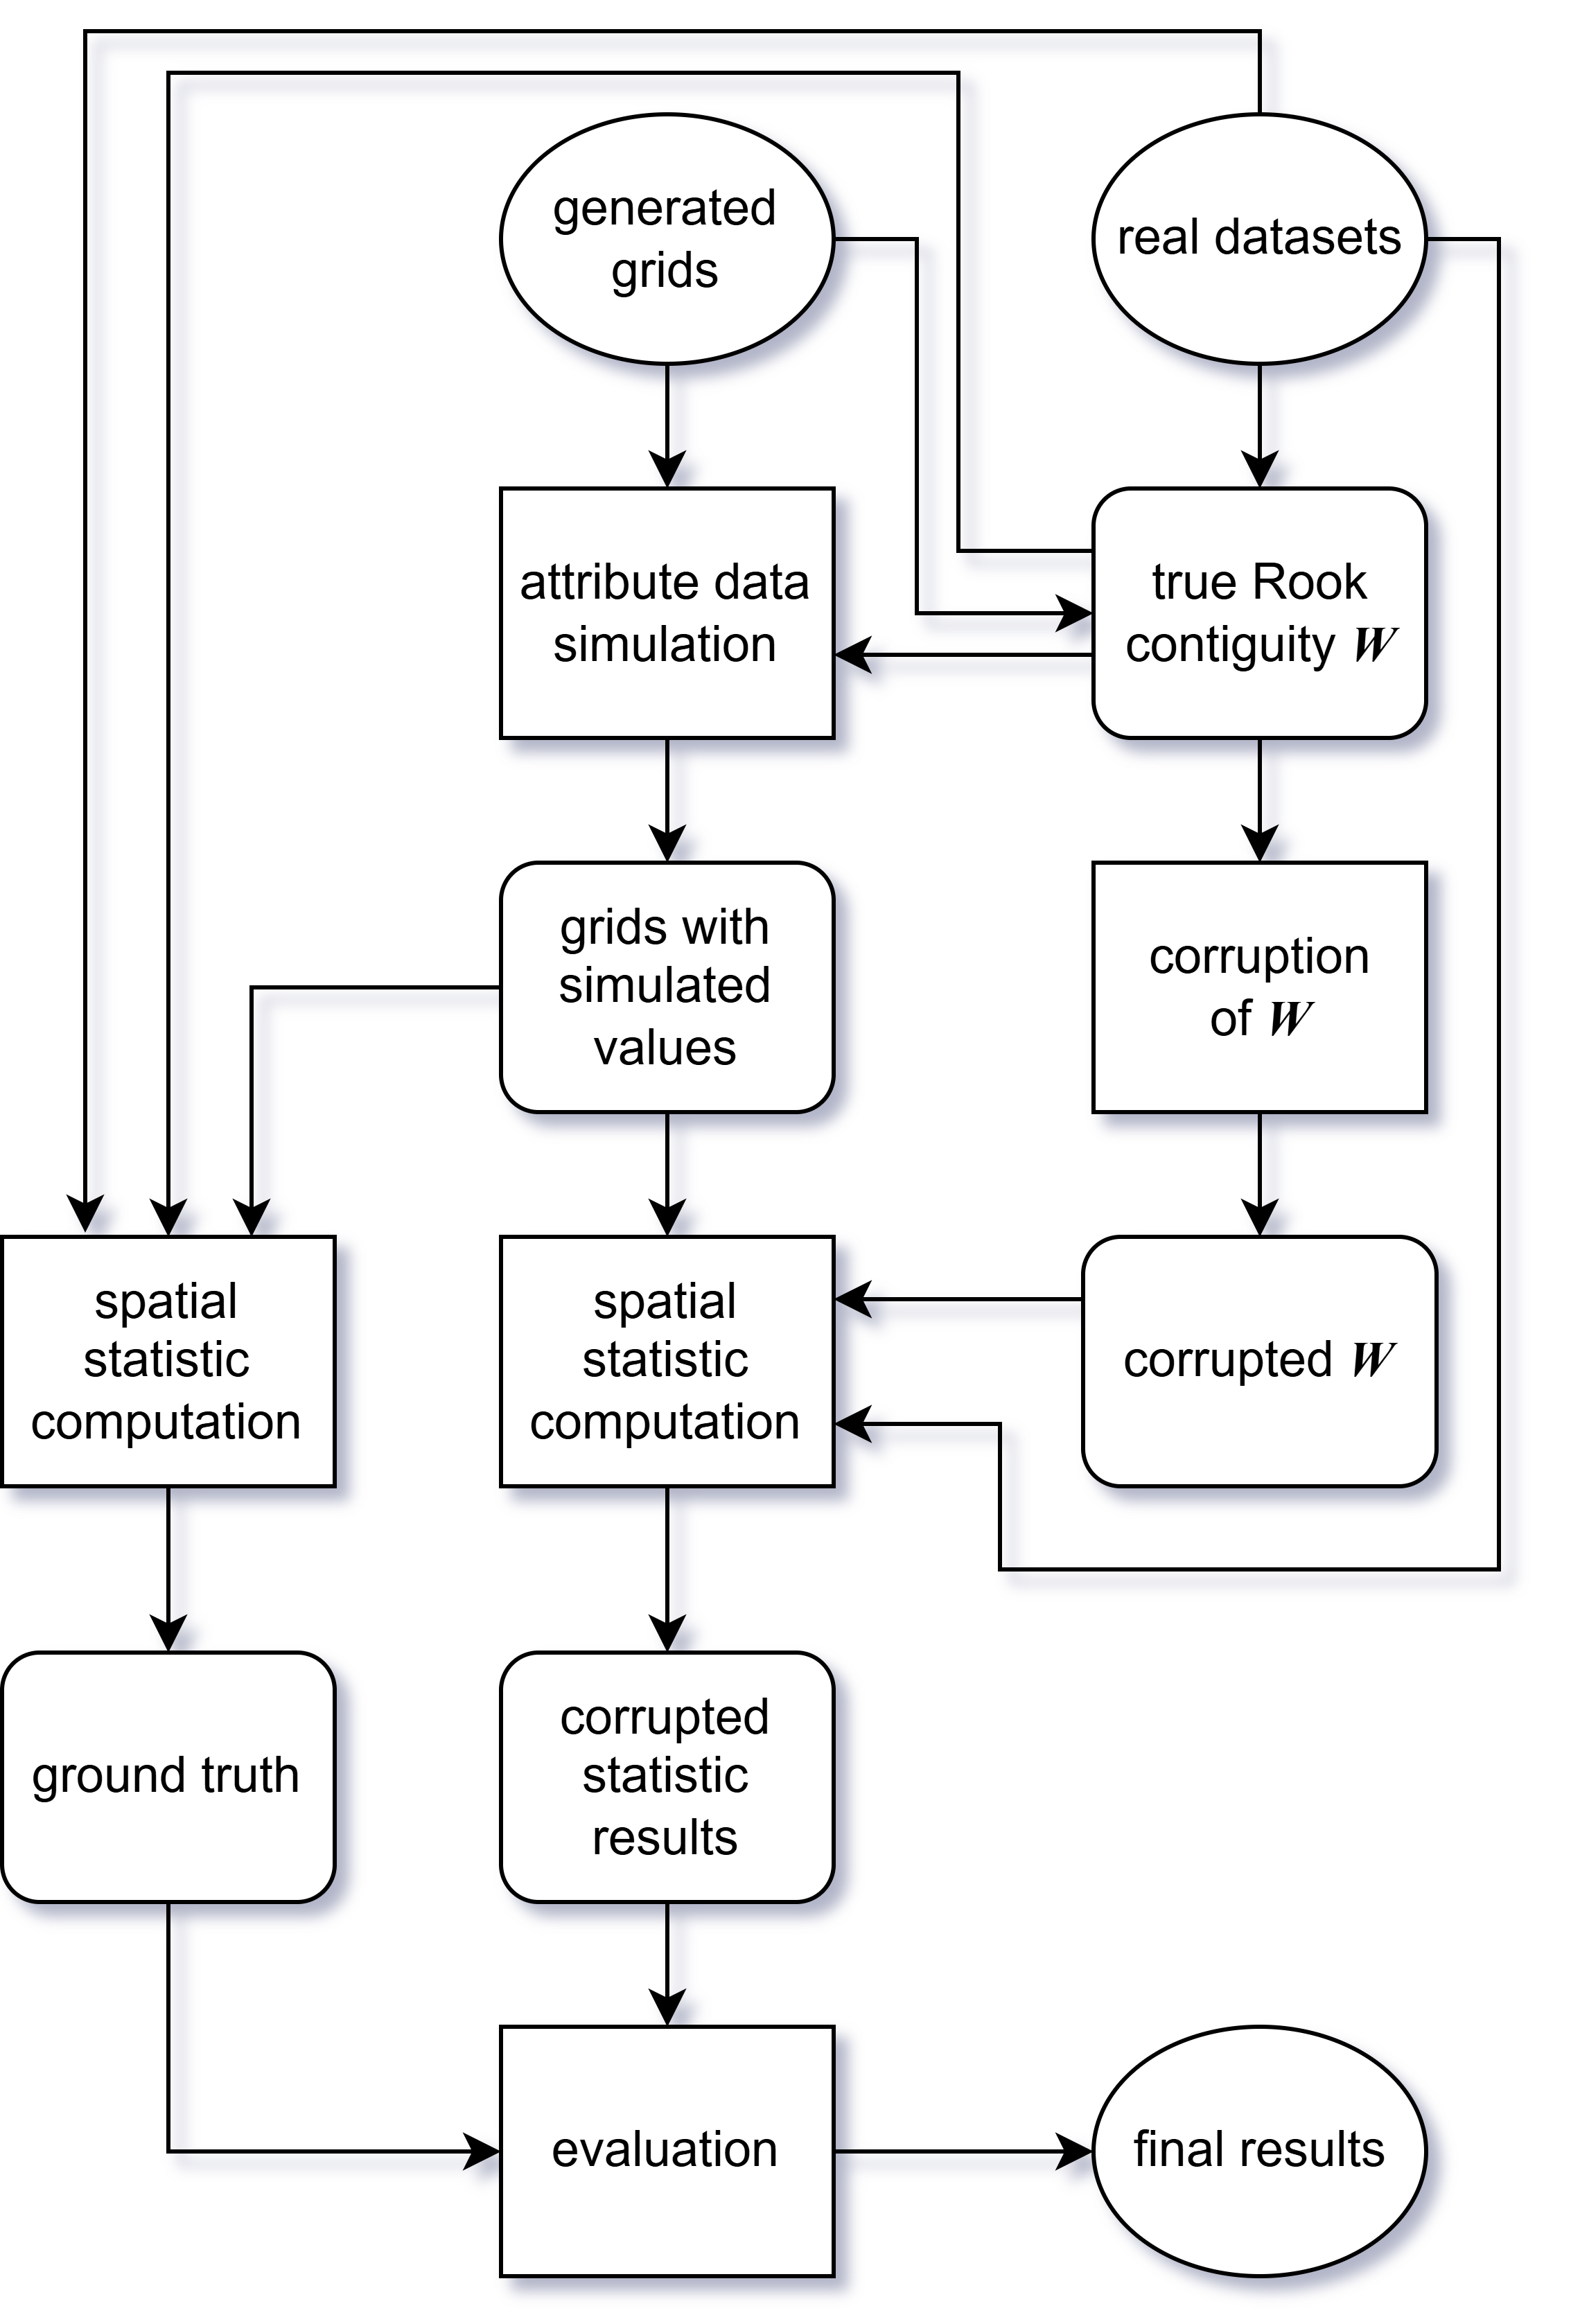 generated
grids
real datasets
attribute data
simulation
true Rook
contiguity W
grids with
simulated
values
corruption
of W
spatial
statistic
computation
spatial
statistic
computation
corrupted W
ground truth
corrupted
statistic
results
evaluation
final results